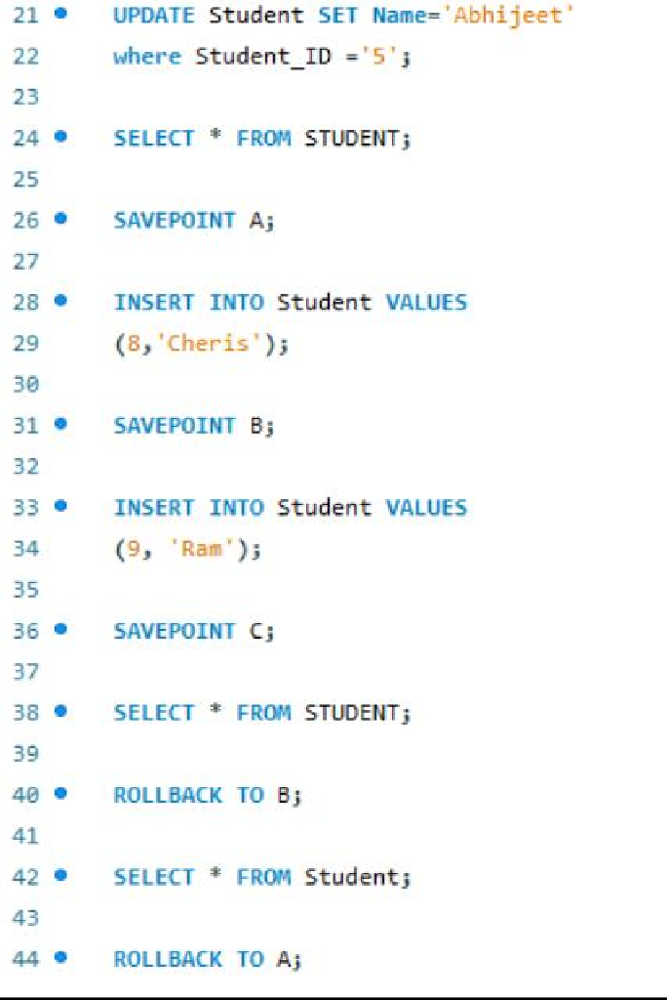 21 UPDATE Student SET Name='Abhijeet'
22 where Student_ID ='5';
23
24 SELECT * FROM STUDENT;
25
26 SAVEPOINT A;
27
28 INSERT INTO Student VALUES
29 (8,'Cheris');
30
31 SAVEPOINT B;
32
33 INSERT INTO Student VALUES
34 (9, 'Ram');
35
36 SAVEPOINT C;
37
38 SELECT * FROM STUDENT;
39
40 ROLLBACK TO B;
41
42 SELECT * FROM Student;
43
44 ROLLBACK TO A;